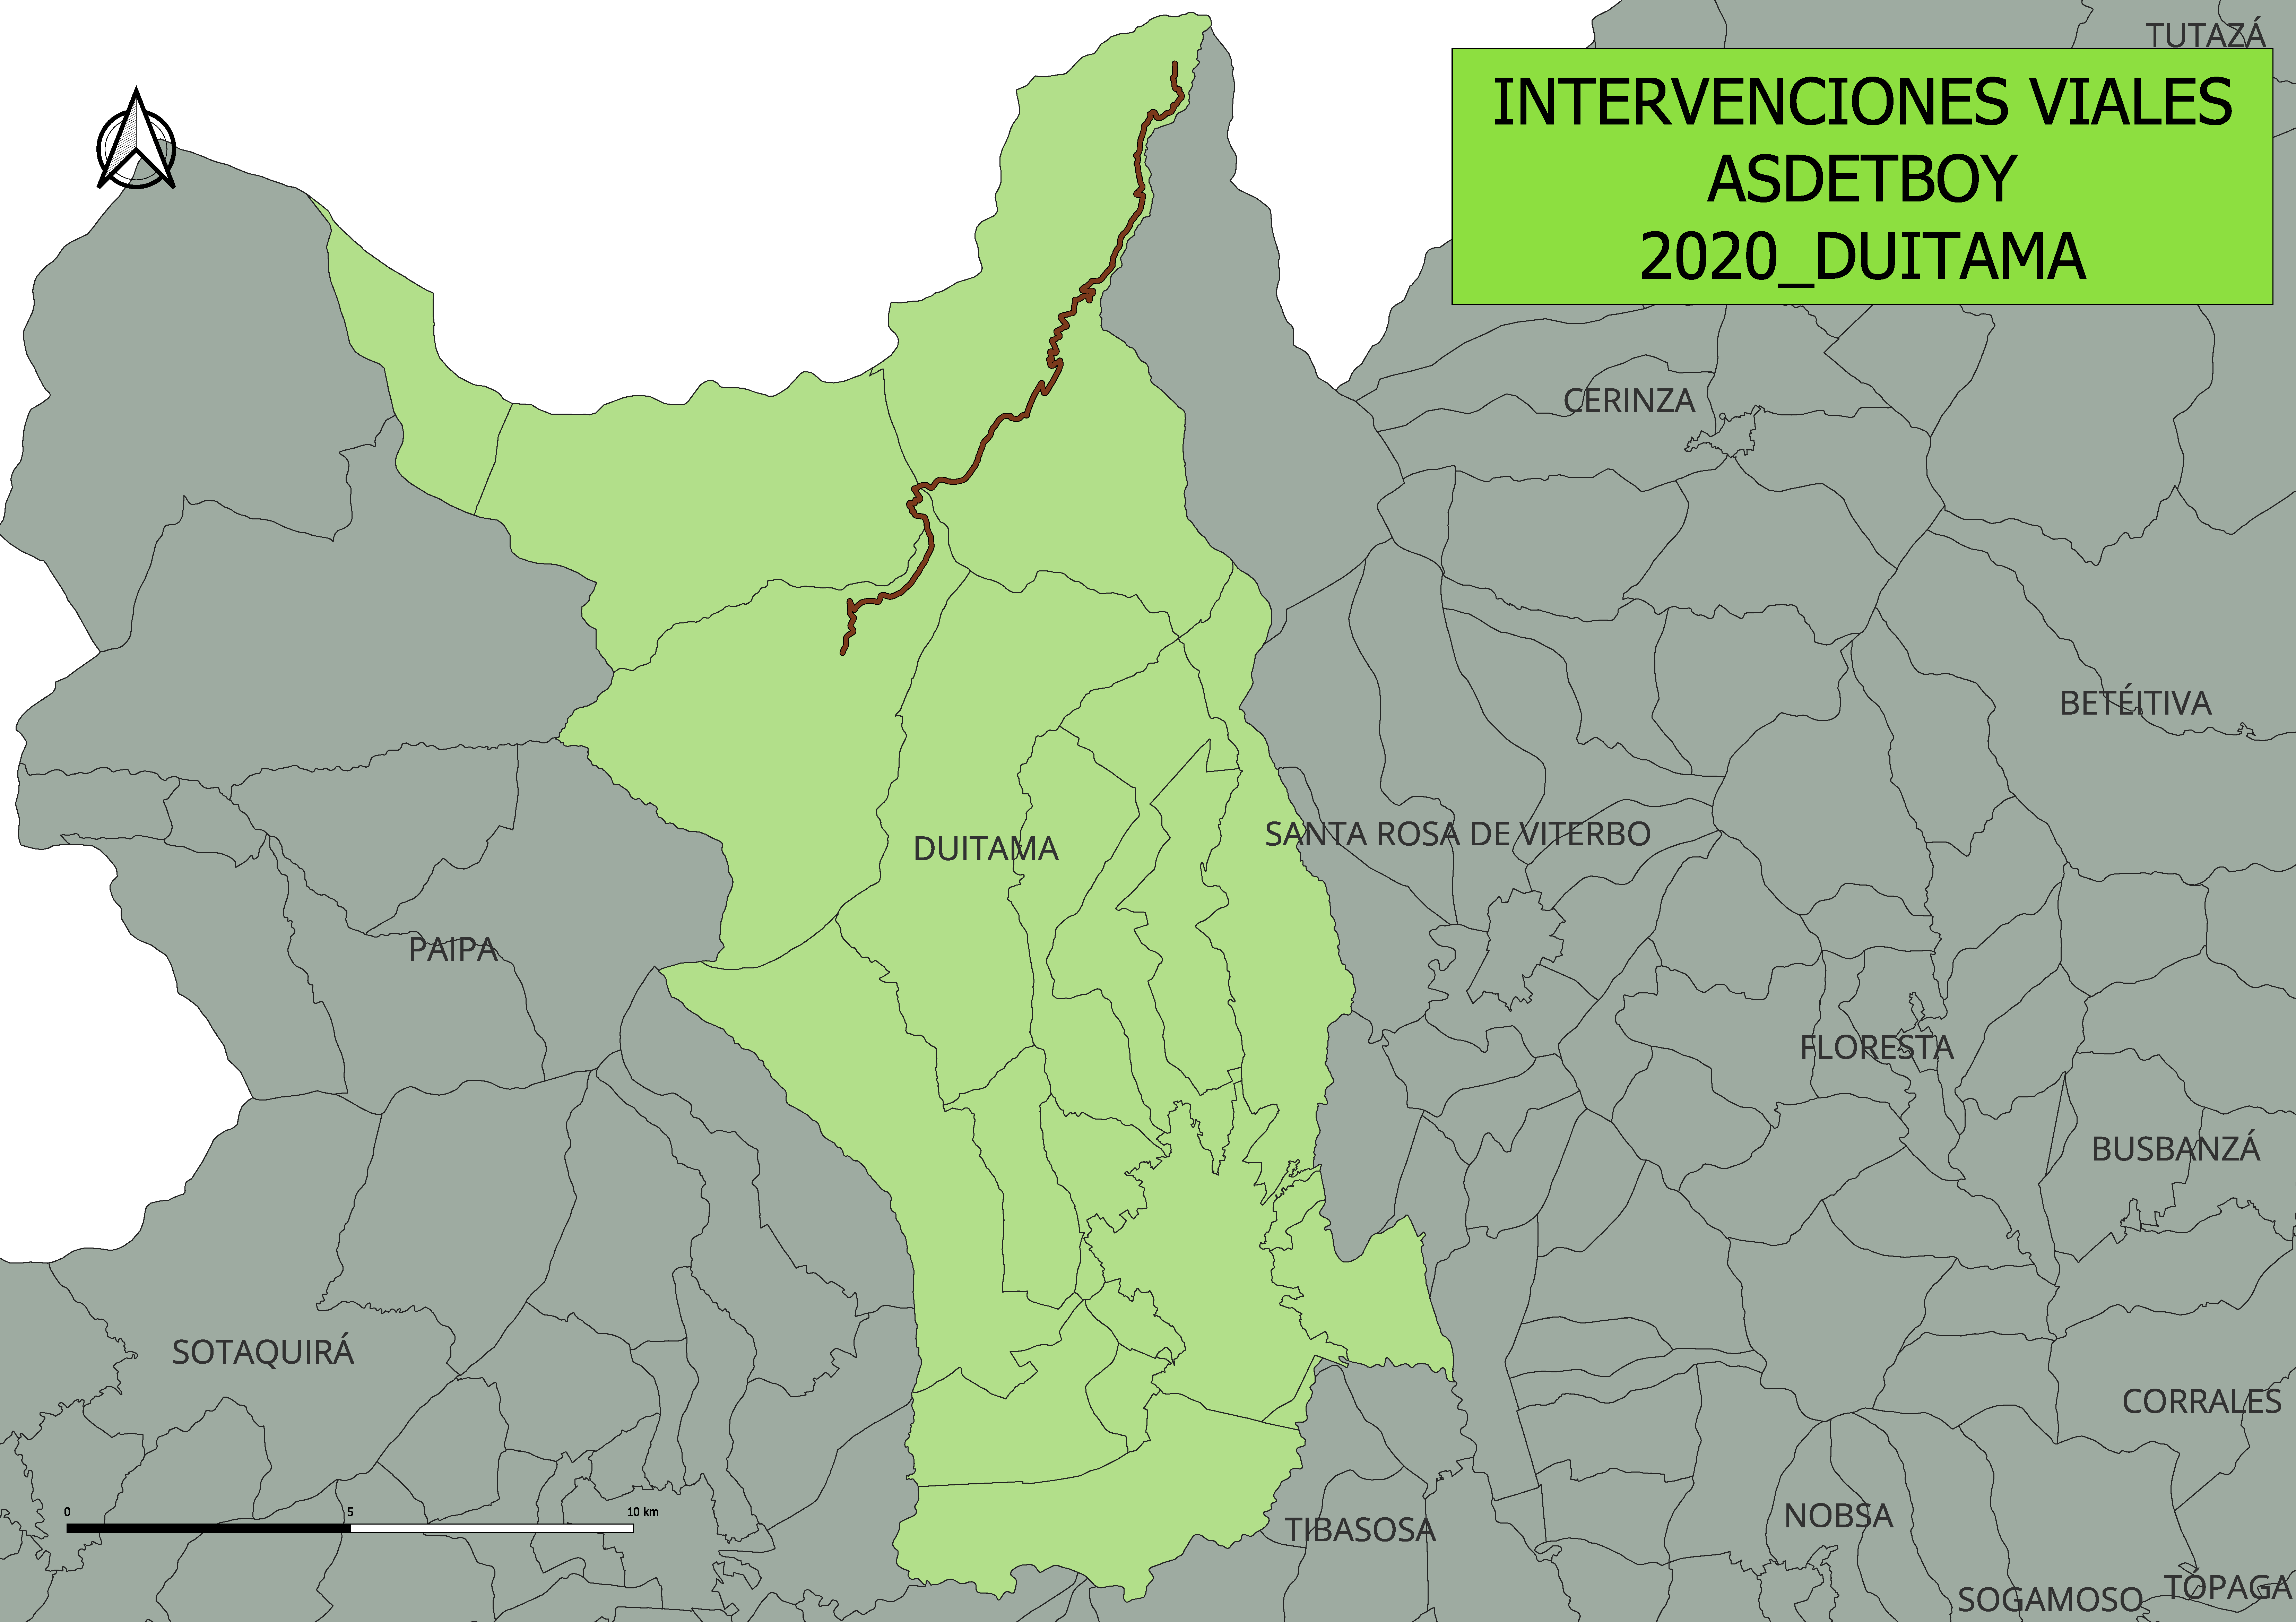 TUTAZÁ
INTERVENCIONES VIALES
ASDETBOY
2020_DUITAMA
CERINZA
BETÉITIVA
SANTA ROSA DE VITERBO
DUITAMA
PAIPA
FLORESTA
BUSBANZÁ
SOTAQUIRÁ
CORRALES
0 5 10 km
NOBSA
TIBASOSA
TÓPAGA
SOGAMOSO